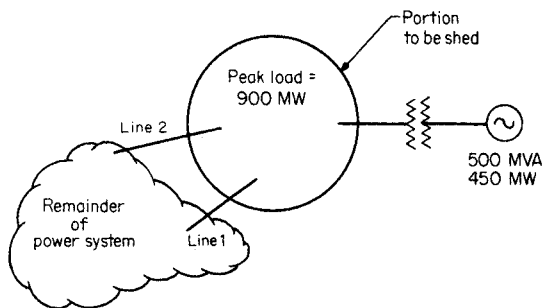 Portion
to be shed
Peak load =
900 MW
Line 2
500 MVA
450 MW
Remainder
of
power system
Line 1